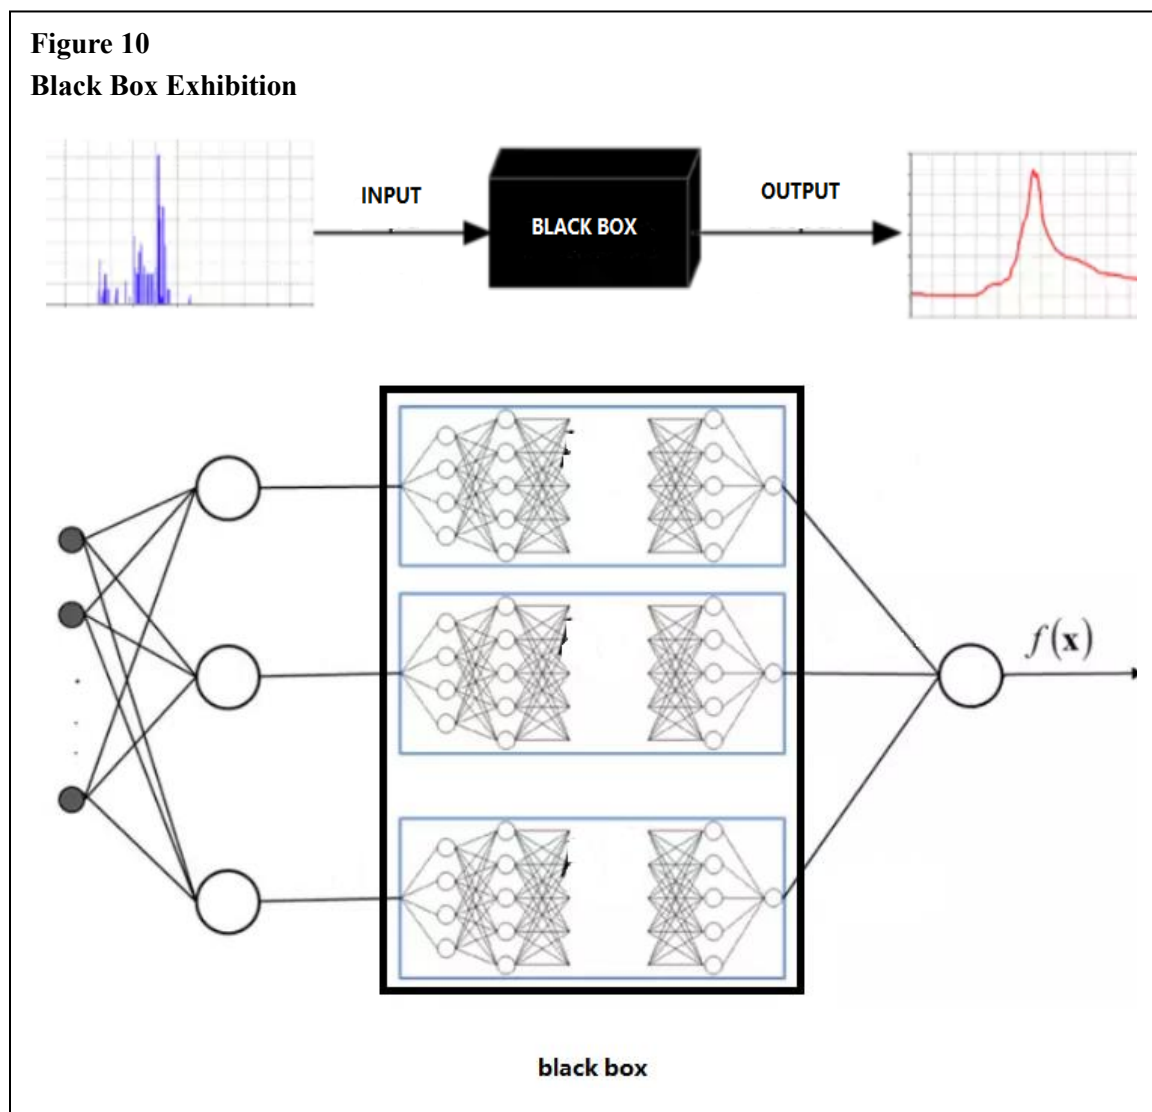 Figure 10
Black Box Exhibition
INPUT
BLACK BOX
OUTPUT
f(x)
black box